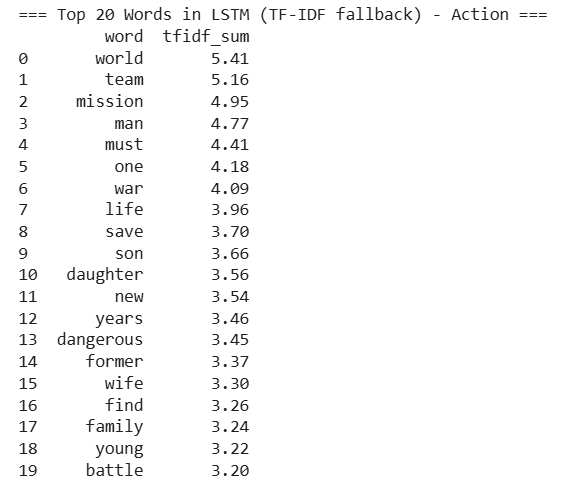 === Top 20 Words in LSTM (TF-IDF fallback) - Action ===
word tfidf_sum
0 world 5.41
1 team 5.16
2 mission 4.95
3 man 4.77
4 must 4.41
5 one 4.18
6 war 4.09
7 life 3.96
8 save 3.70
9 son 3.66
10 daughter 3.56
11 new 3.54
12 years 3.46
13 dangerous 3.45
14 former 3.37
15 wife 3.30
16 find 3.26
17 family 3.24
18 young 3.22
19 battle 3.20